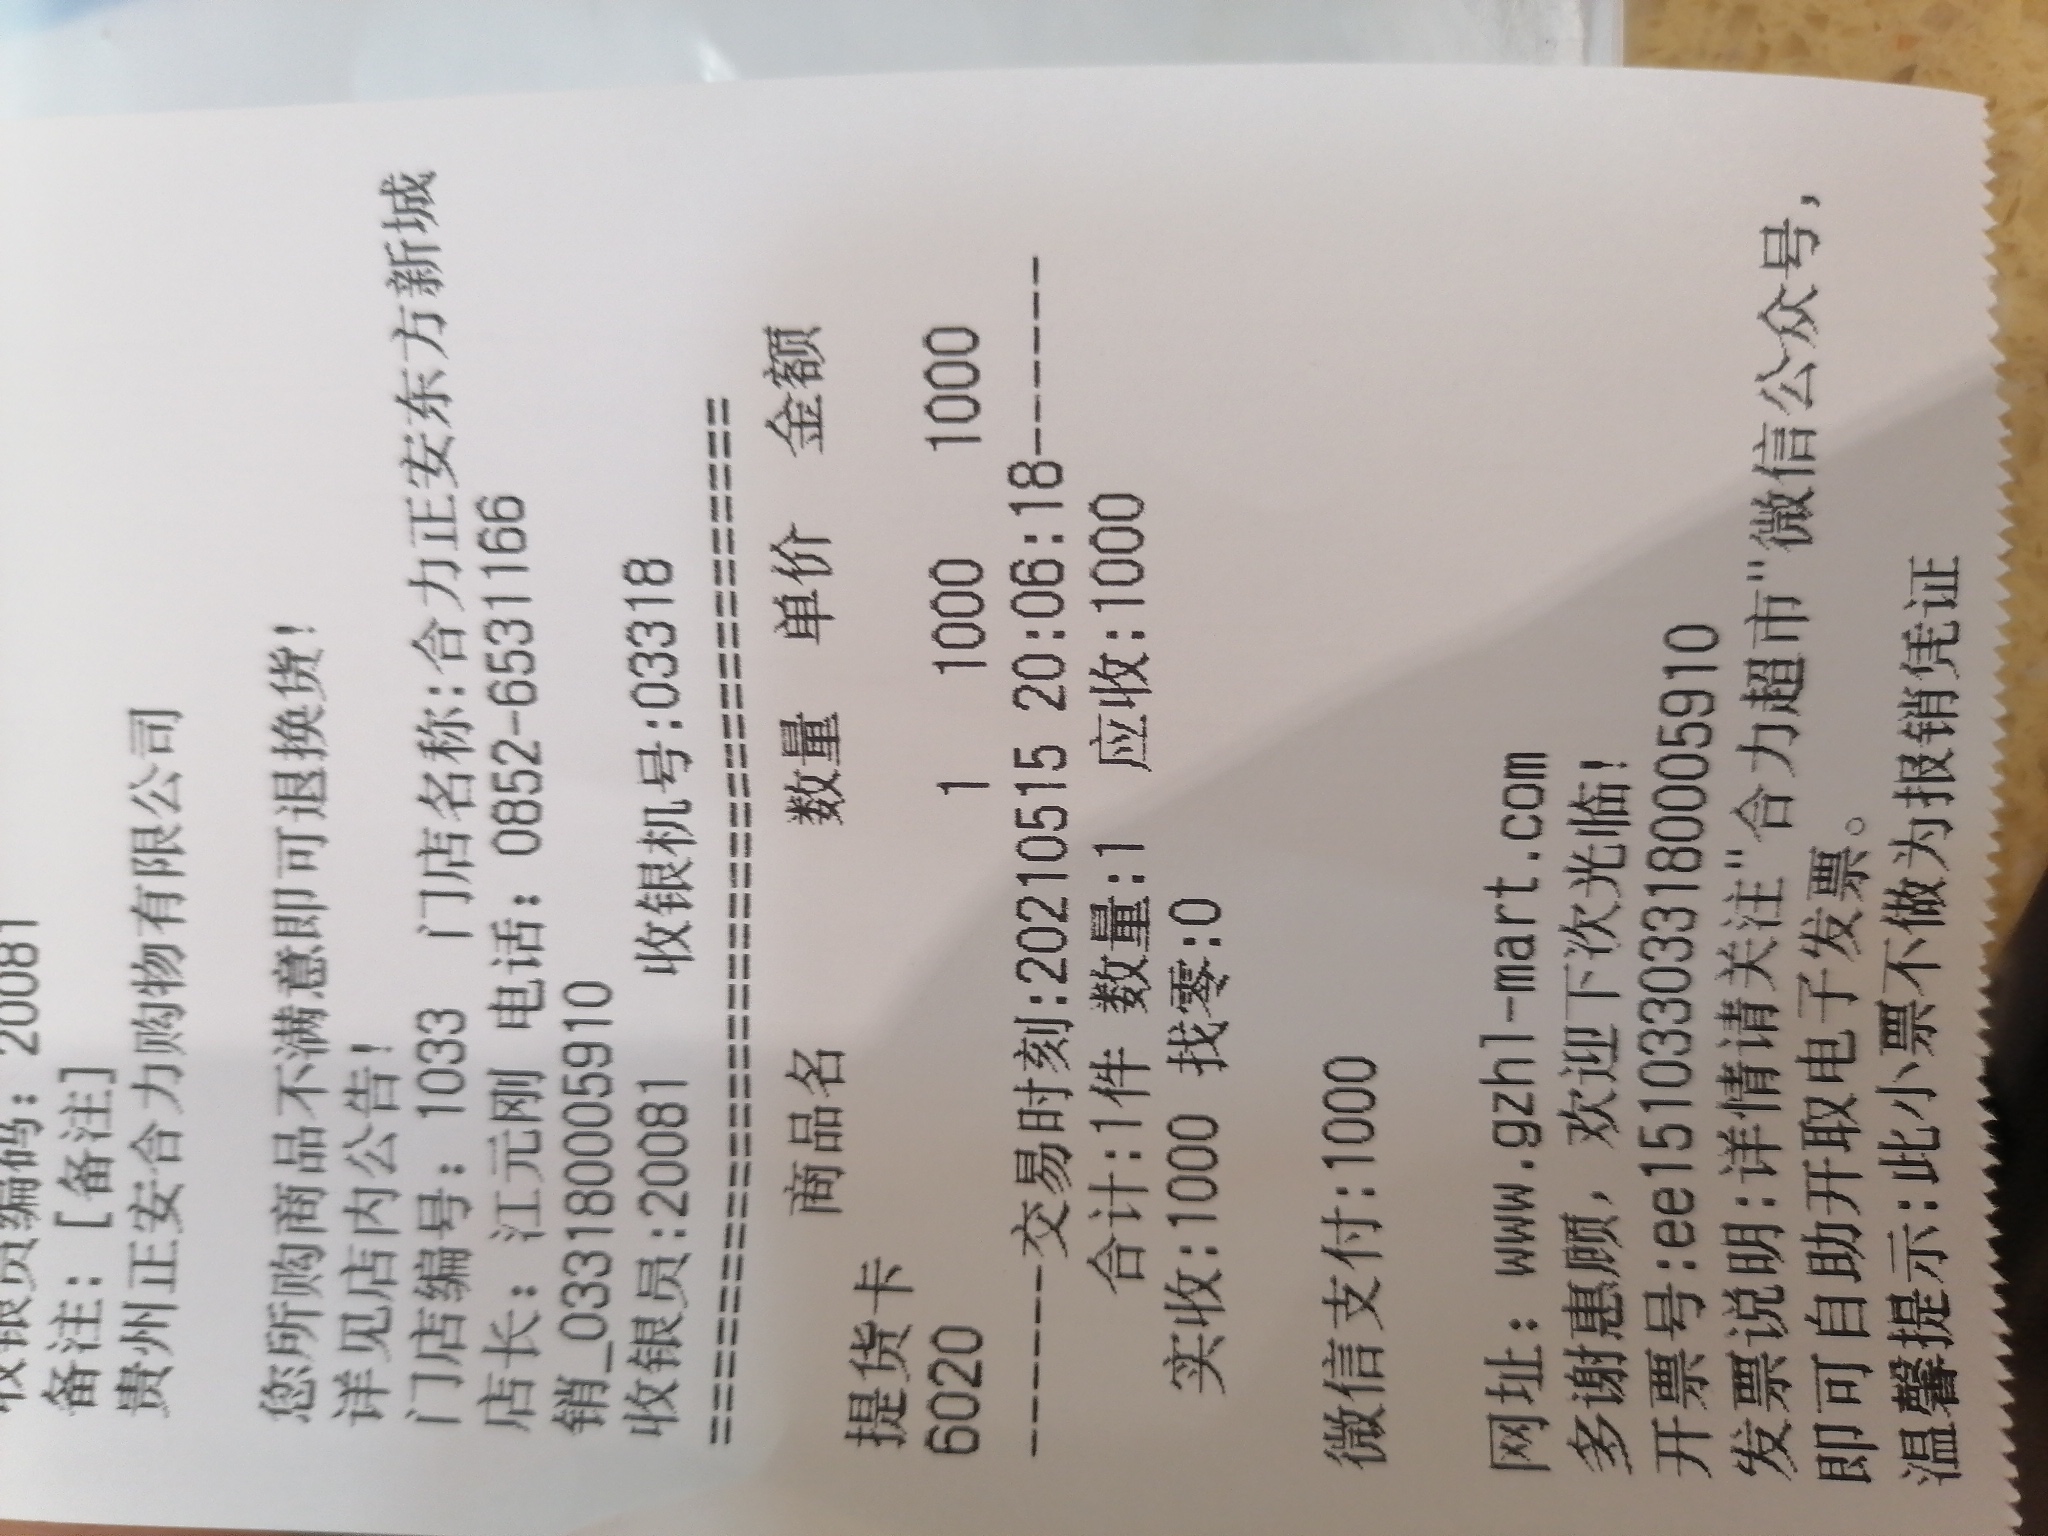 收银员编码: 20081
备注: [备注]
贵州正安合力购物有限公司
您所购商品不满意即可退换货!
详见店内公告!
门店编号: 1033 门店名称:合力正安东方新城
店长: 江元刚 电话: 0852-6531166
销_033180005910
收银员:20081 收银机号:03318
================================================
商品名 数量 单价 金额
提货卡
6020 1 1000 1000
------交易时刻:20210515 20:06:18------
合计:1件 数量:1 应收:1000
实收:1000 找零:0
微信支付:1000
网址: www.gzhl-mart.com
多谢惠顾, 欢迎下次光临!
开票号:ee151033033180005910
发票说明:详情请关注"合力超市"微信公众号,
即可自助开取电子发票。
温馨提示:此小票不做为报销凭证